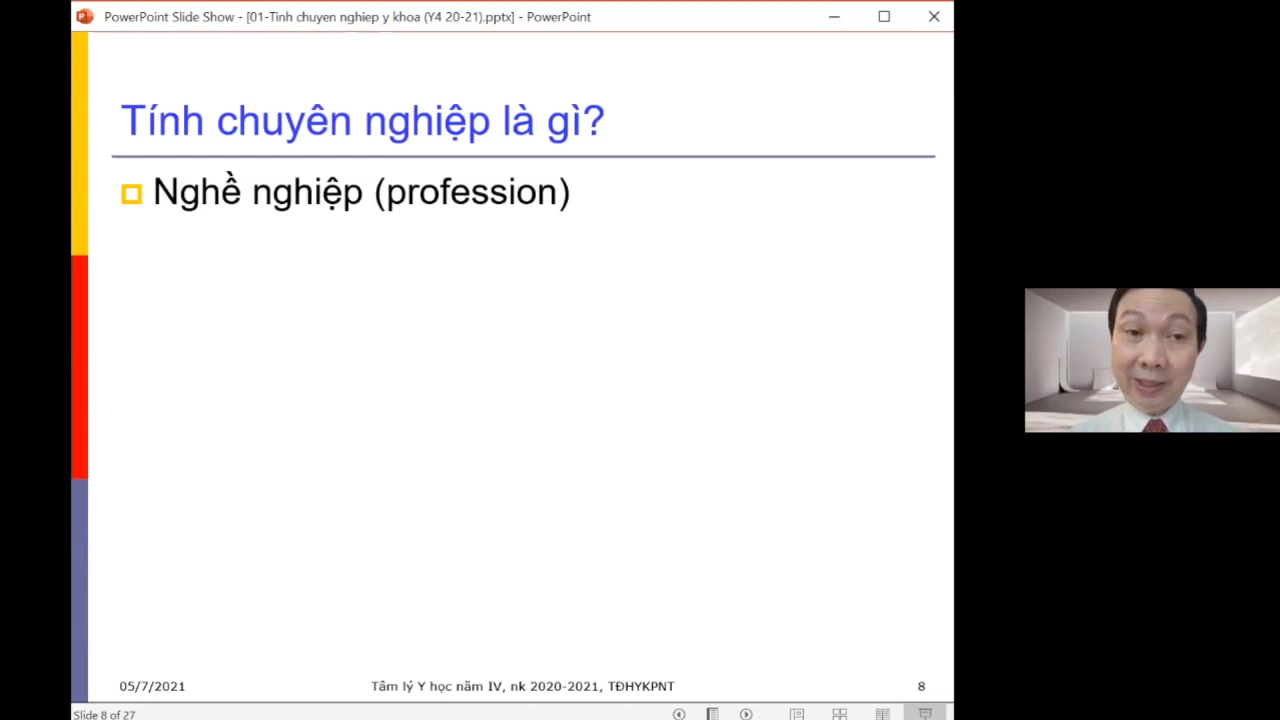 PowerPoint Slide Show - [01-Tinh chuyen nghiep y khoa (Y4 20-21).pptx] - PowerPoint
Tính chuyên nghiệp là gì?
Nghề nghiệp (profession)
05/7/2021
Tâm lý Y học năm IV, nk 2020-2021, TĐHYKPNT
8
Slide 8 of 27